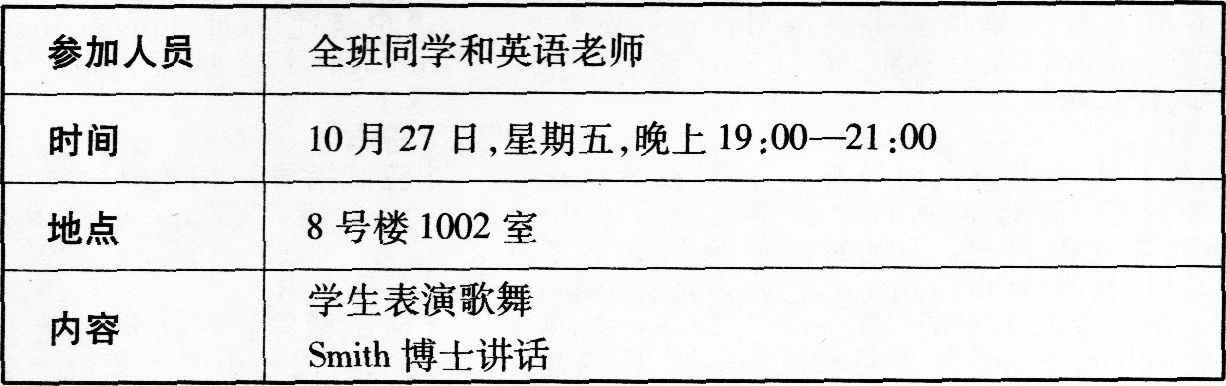 参加人员 全班同学和英语老师
时间 10月27日,星期五,晚上19:00—21:00
地点 8号楼1002室
内容 学生表演歌舞
Smith博士讲话